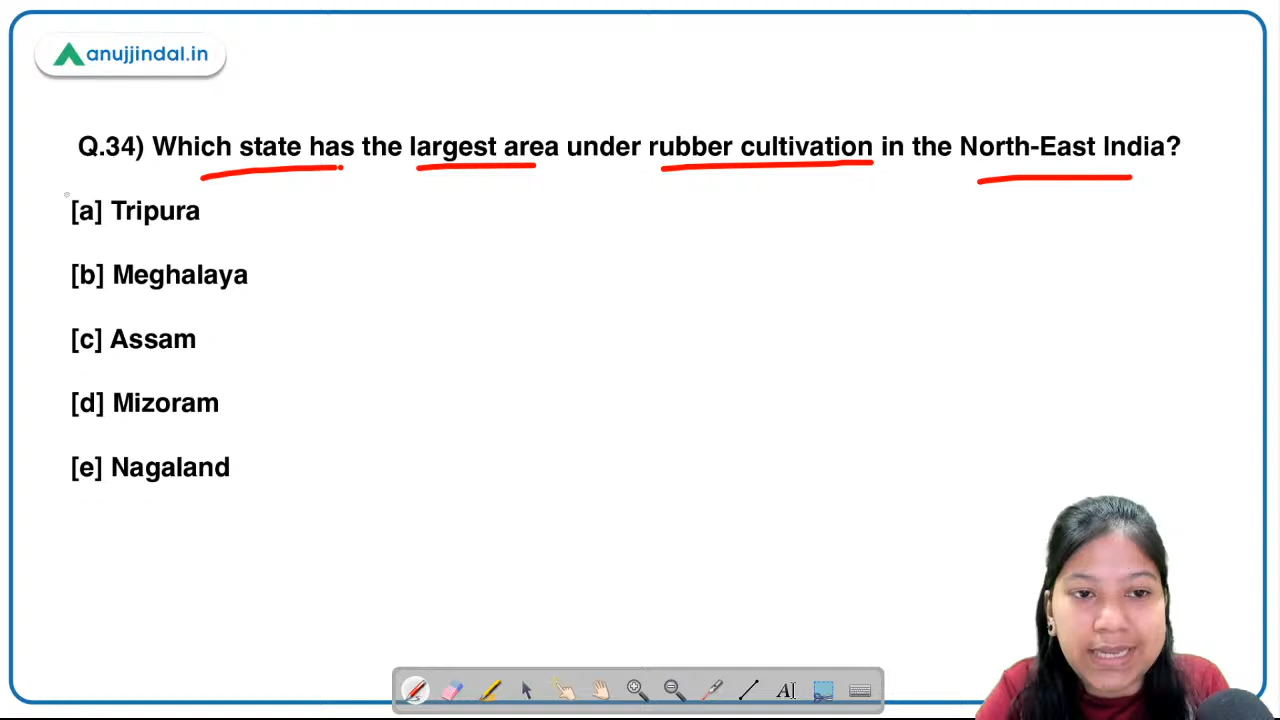 anujjindal.in
Q.34) Which state has the largest area under rubber cultivation in the North-East India?
[a] Tripura
[b] Meghalaya
[c] Assam
[d] Mizoram
[e] Nagaland
A